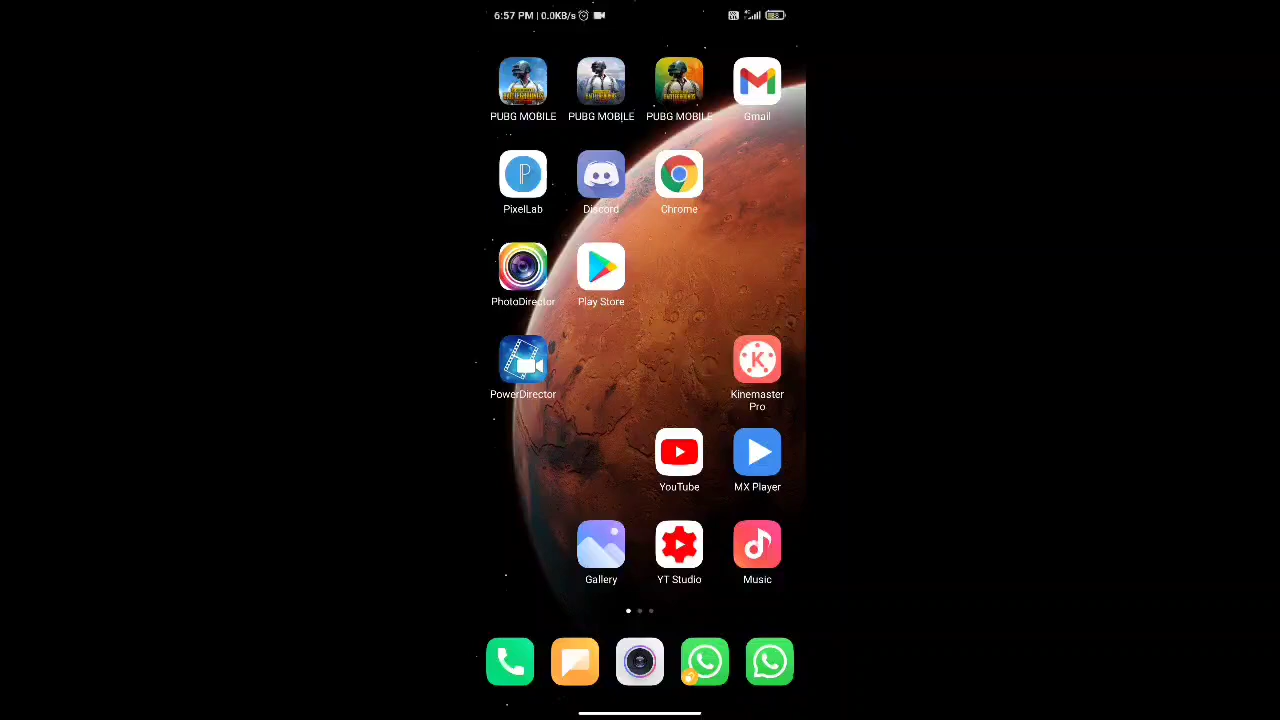 6:57 PM | 0.0KB/s
PUBG MOBILE PUBG MOBILE PUBG MOBILE Gmail
PixelLab Discord Chrome
PhotoDirector Play Store
PowerDirector Kinemaster
Pro
YouTube MX Player
Gallery YT Studio Music